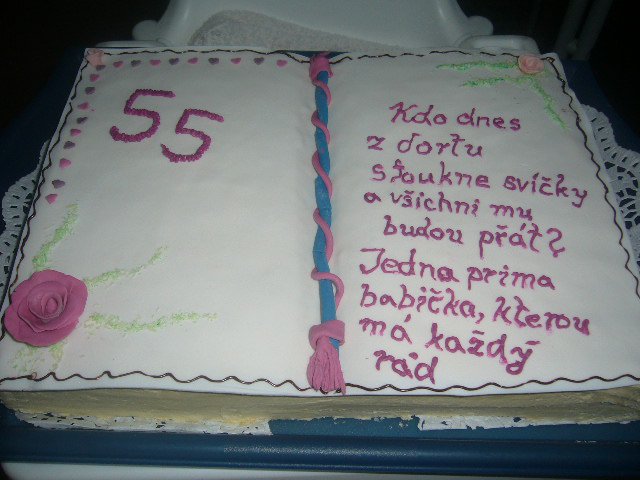 55
Kdo dnes
z dortu
sfoukne svíčky
a všichni mu
budou přát?
Jedna prima
babička, kterou
má každý
rád